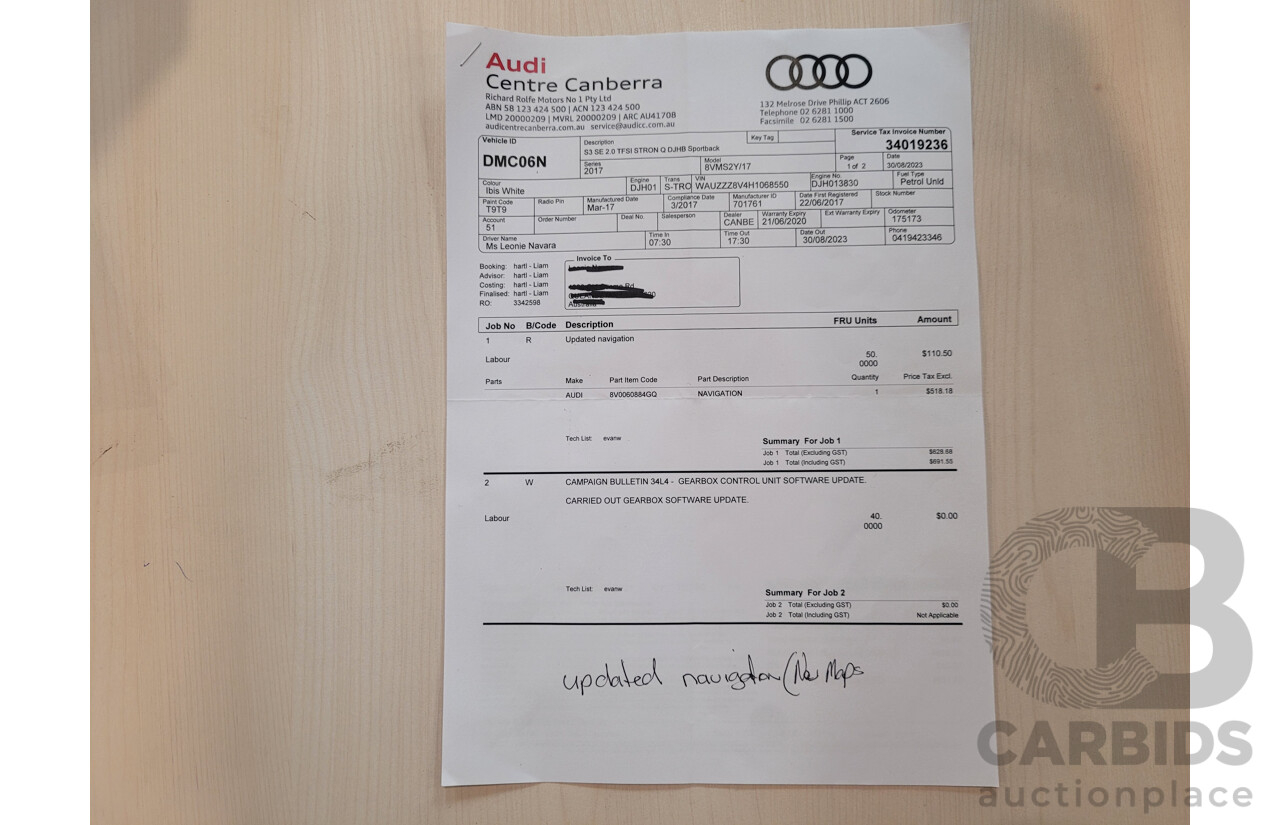 Audi
Centre Canberra
Richard Rolfe Motors No 1 Pty Ltd
ABN 58 123 424 500 | ACN 123 424 500
LMD 20000209 | MVRL 20000209 | ARC AU41708
audicentrecanberra.com.au service@audicc.com.au
132 Melrose Drive Phillip ACT 2606
Telephone 02 6281 1000
Facsimile 02 6281 1500
Vehicle ID
DMC06N
Description
S3 SE 2.0 TFSI STRON Q DJHB Sportback
Key Tag
Service Tax Invoice Number
34019236
Series
2017
Model
8VMS2Y/17
Page
1 of 2
Date
30/08/2023
Colour
Ibis White
Engine
DJH01
Trans
S-TRO
VIN
WAUZZZ8V4H1068550
Engine No.
DJH013830
Fuel Type
Petrol Unld
Paint Code
T9T9
Radio Pin
Manufactured Date
Mar-17
Compliance Date
3/2017
Manufacturer ID
701761
Date First Registered
22/06/2017
Stock Number
Account
51
Order Number
Deal No.
Salesperson
Dealer
CANBE
Warranty Expiry
21/06/2020
Ext Warranty Expiry
Odometer
175173
Driver Name
Ms Leonie Navara
Time In
07:30
Time Out
17:30
Date Out
30/08/2023
Phone
0419423346
Booking: hartl - Liam
Advisor: hartl - Liam
Costing: hartl - Liam
Finalised: hartl - Liam
RO: 3342598
Invoice To
Rd
Job No B/Code Description FRU Units Amount
1 R Updated navigation
Labour 50. $110.50
0000
Parts Make Part Item Code Part Description Quantity Price Tax Excl.
AUDI 8V0060884GQ NAVIGATION 1 $518.18
Tech List: evanw
Summary For Job 1
Job 1 Total (Excluding GST) $628.68
Job 1 Total (Including GST) $691.55
2 W CAMPAIGN BULLETIN 34L4 - GEARBOX CONTROL UNIT SOFTWARE UPDATE.
CARRIED OUT GEARBOX SOFTWARE UPDATE.
Labour 40. $0.00
0000
Tech List: evanw
Summary For Job 2
Job 2 Total (Excluding GST) $0.00
Job 2 Total (Including GST) Not Applicable
updated navigation (New Maps
CB
CARBIDS
auctionplace